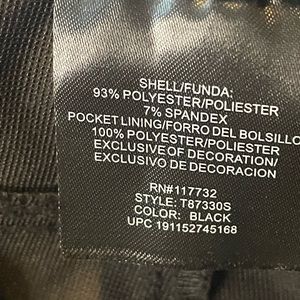 SHELL/FUNDA:
93% POLYESTER/POLIESTER
7% SPANDEX
POCKET LINING/FORRO DEL BOLSILLO
100% POLYESTER/POLIESTER
EXCLUSIVE OF DECORATION/
EXCLUSIVO DE DECORACION
RN#117732
STYLE: T87330S
COLOR: BLACK
UPC 191152745168